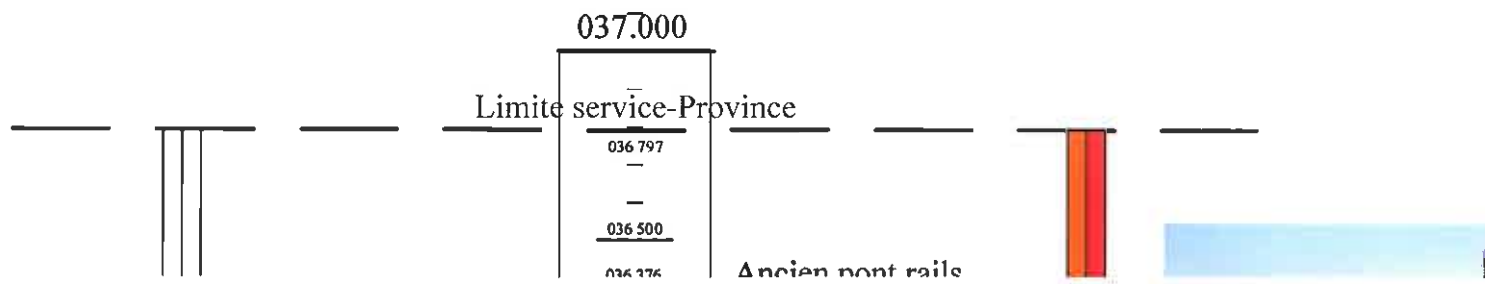 037.000
Limite service-Province
036 797
036 500
036 376
Ancien pont rails